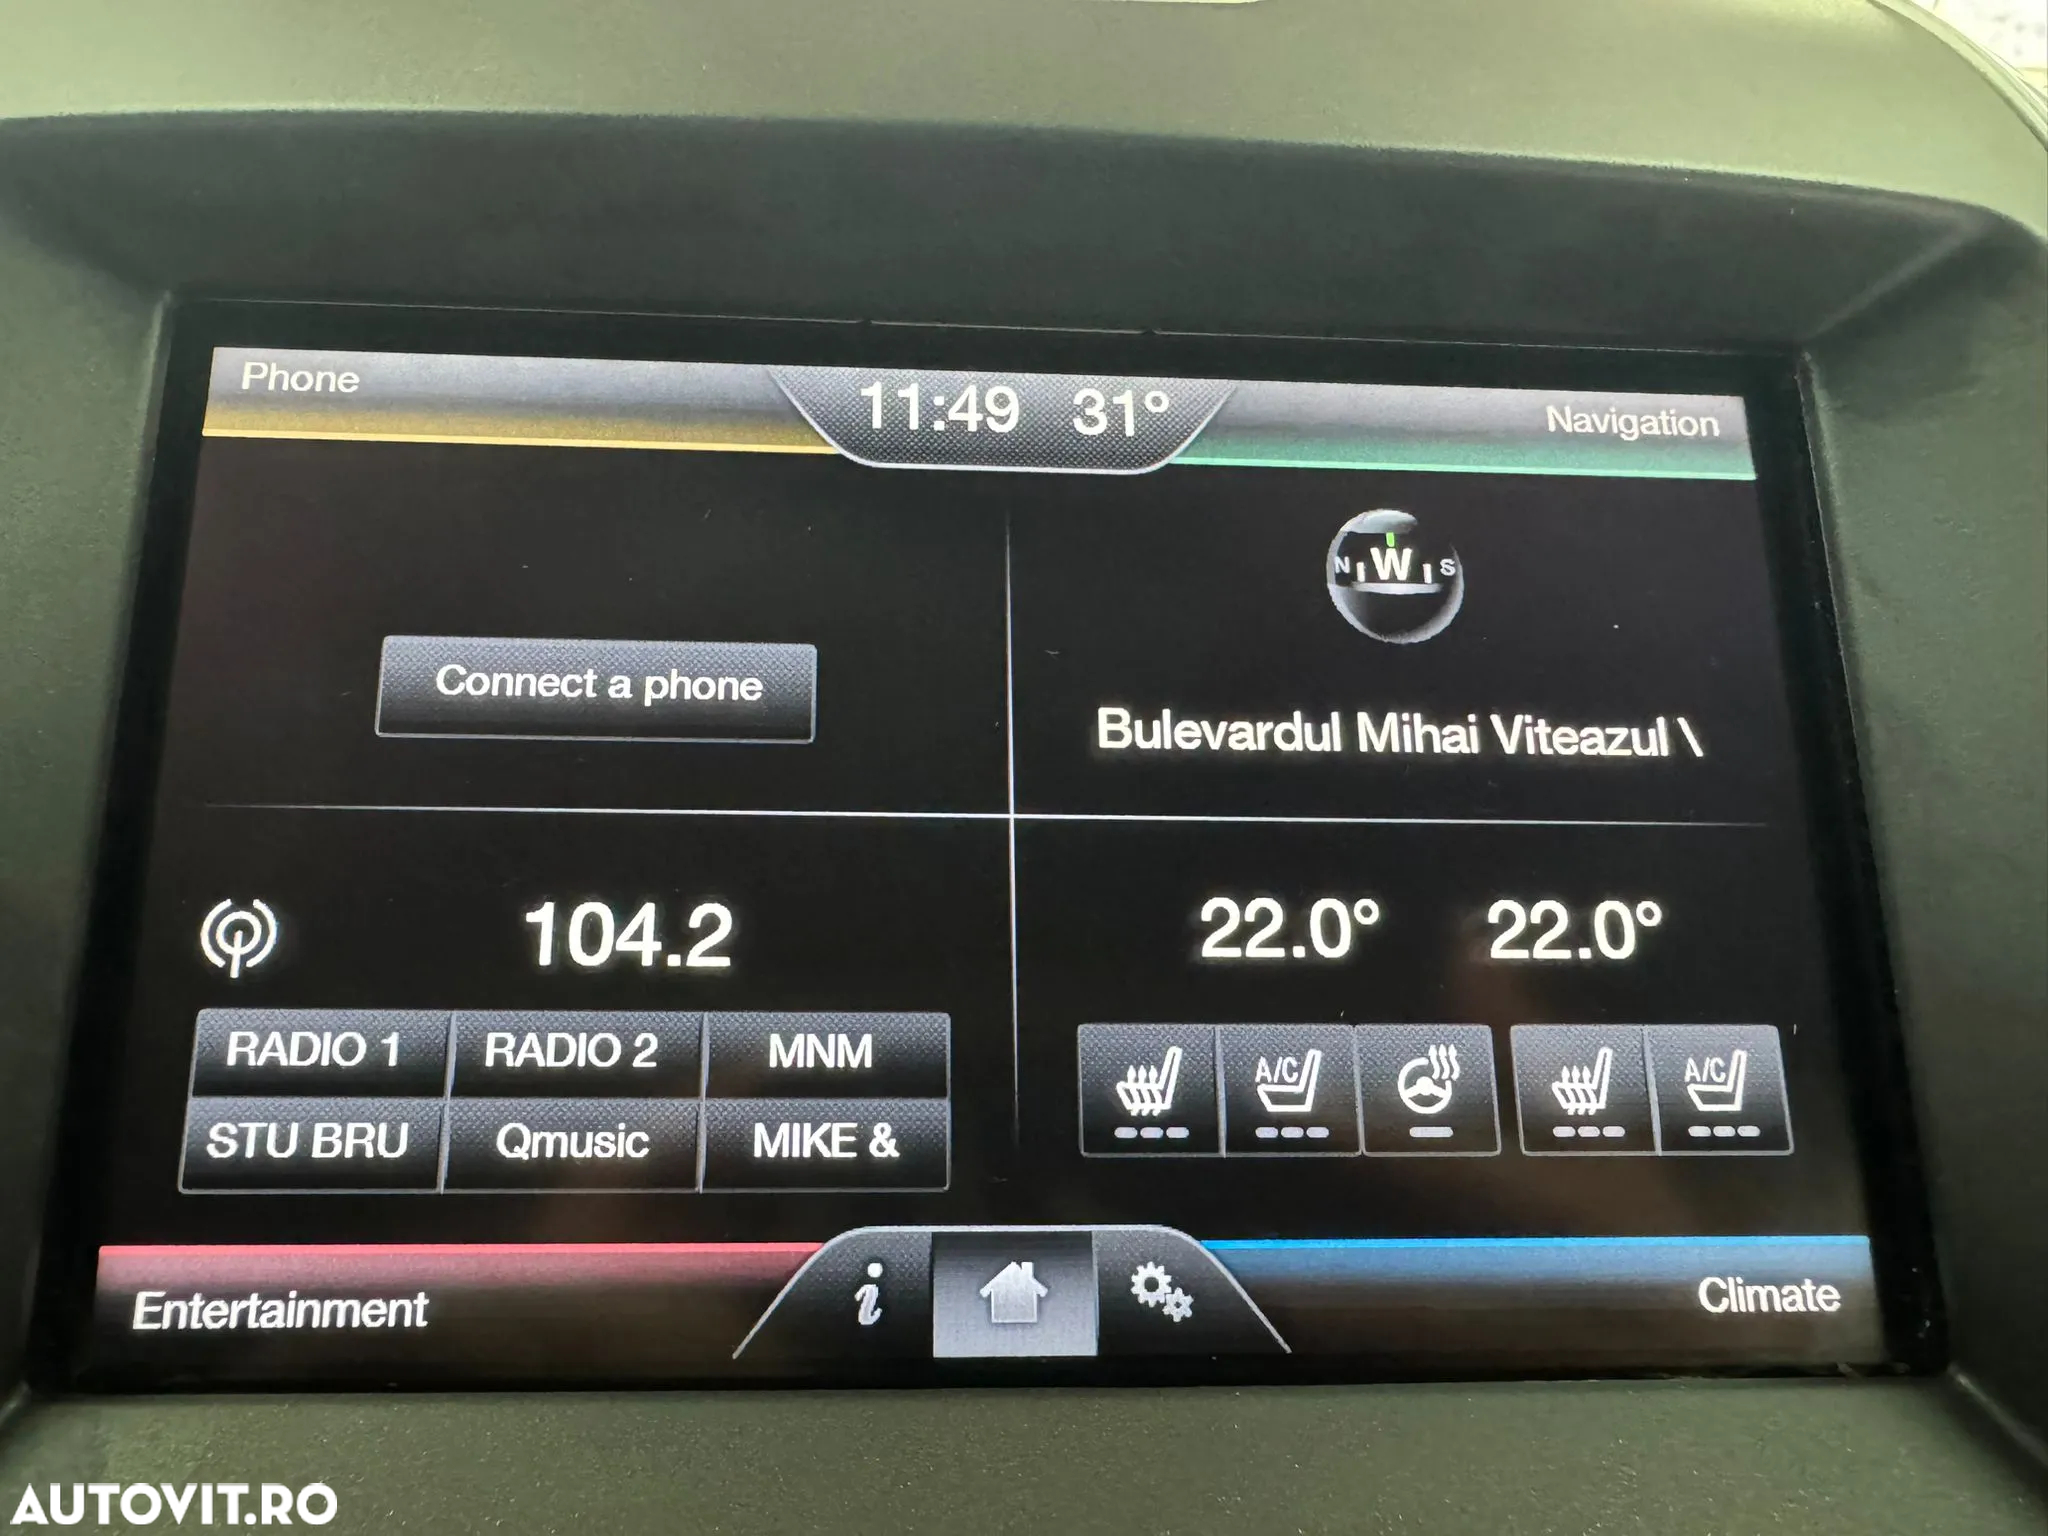 Phone
11:49 31°
Navigation
N W S
Connect a phone
Bulevardul Mihai Viteazul \
104.2
22.0° 22.0°
RADIO 1 RADIO 2 MNM
STU BRU Qmusic MIKE &
A/C A/C
Entertainment
i
Climate
AUTOVIT.RO